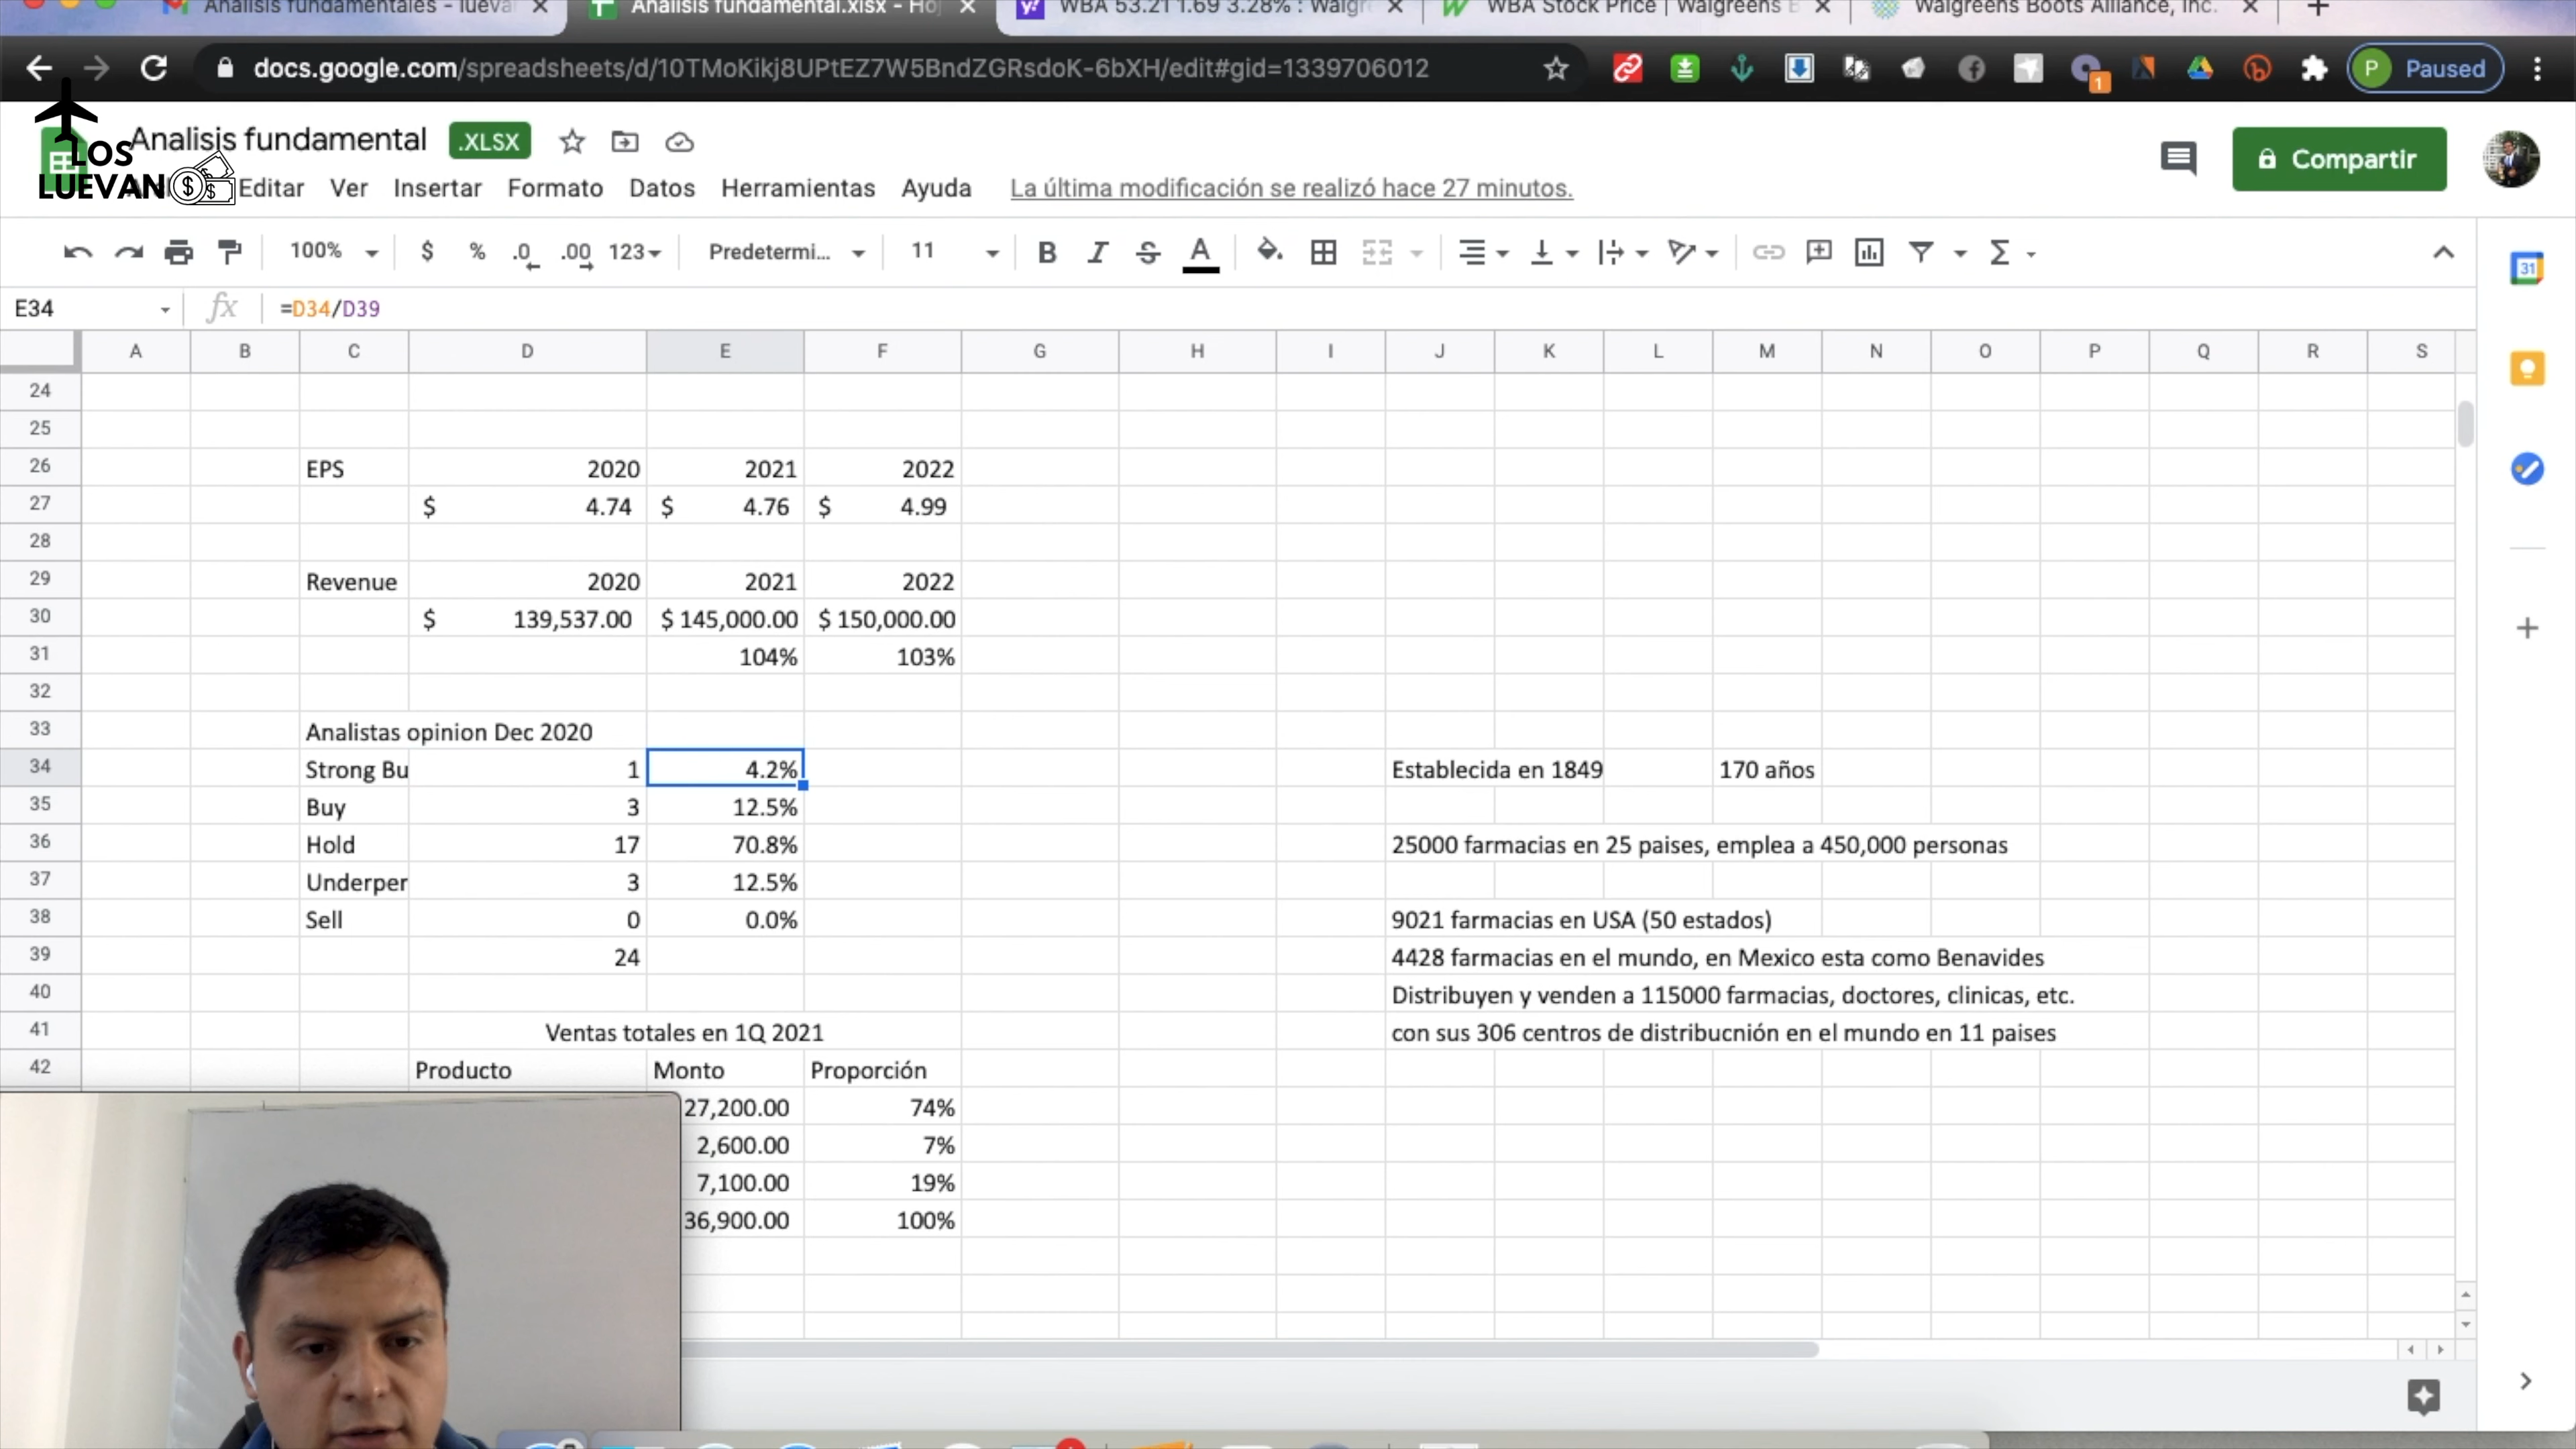 Analisis fundamentales - lueva
Analisis fundamental.xlsx - Ho
WBA 53.21 1.69 3.28% : Walgr
WBA Stock Price | Walgreens B
Walgreens Boots Alliance, Inc.
docs.google.com/spreadsheets/d/10TMoKikj8UPtEZ7W5BndZGRsdoK-6bXH/edit#gid=1339706012
1
P Paused
Analisis fundamental .XLSX
Compartir
LOS
LUEVAN
Editar Ver Insertar Formato Datos Herramientas Ayuda La última modificación se realizó hace 27 minutos.
100% $ % .0 .00 123 Predetermi... 11 B I S A Σ
31
E34 fx =D34/D39
A B C D E F G H I J K L M N O P Q R S
24
25
26 EPS 2020 2021 2022
27 $ 4.74 $ 4.76 $ 4.99
28
29 Revenue 2020 2021 2022
30 $ 139,537.00 $ 145,000.00 $ 150,000.00
31 104% 103%
32
33 Analistas opinion Dec 2020
34 Strong Bu 1 4.2% Establecida en 1849 170 años
35 Buy 3 12.5%
36 Hold 17 70.8% 25000 farmacias en 25 paises, emplea a 450,000 personas
37 Underper 3 12.5%
38 Sell 0 0.0% 9021 farmacias en USA (50 estados)
39 24 4428 farmacias en el mundo, en Mexico esta como Benavides
40 Distribuyen y venden a 115000 farmacias, doctores, clinicas, etc.
41 Ventas totales en 1Q 2021 con sus 306 centros de distribucnión en el mundo en 11 paises
42 Producto Monto Proporción
27,200.00 74%
2,600.00 7%
7,100.00 19%
36,900.00 100%